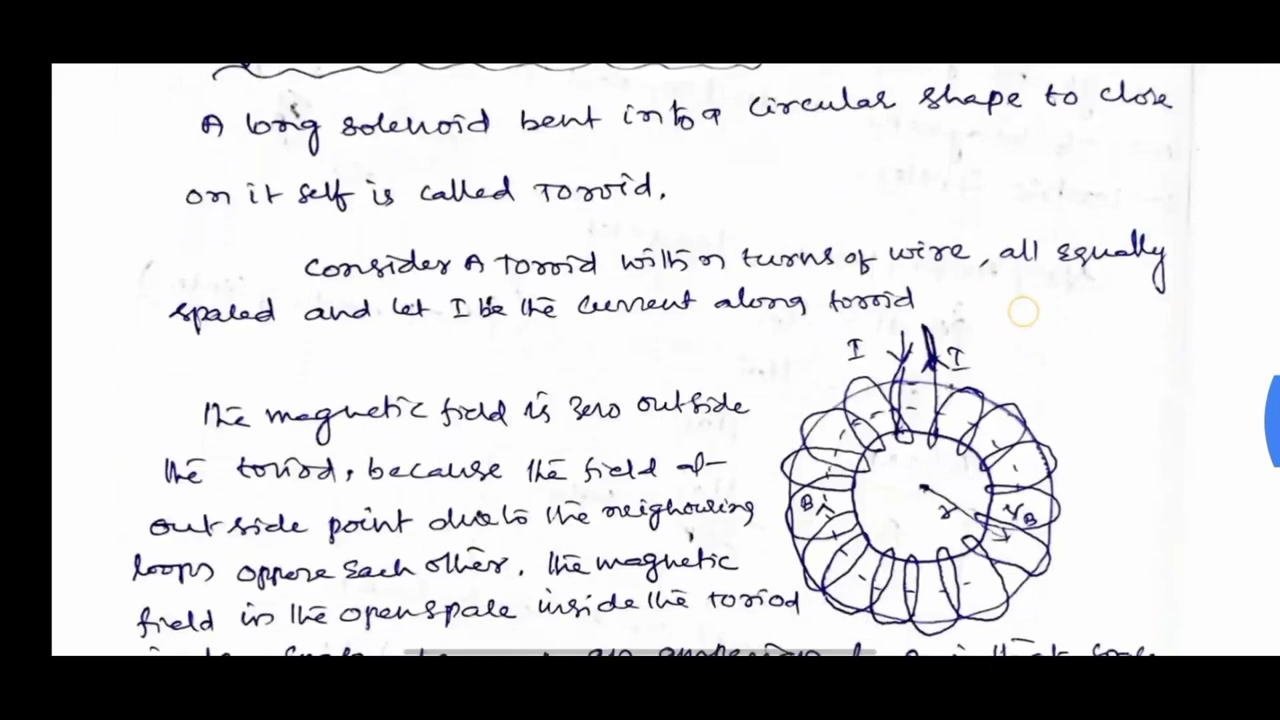 A long solenoid bent into a circular shape to close
on it self is called Toroid.
Consider A toroid with n turns of wire, all equally
spaced and let I be the current along toroid
I I
The magnetic field is zero outside
the toriod, because the field at
out side point due to the neighouring
B r B
loops oppose each other. The magnetic
field in the open space inside the toriod